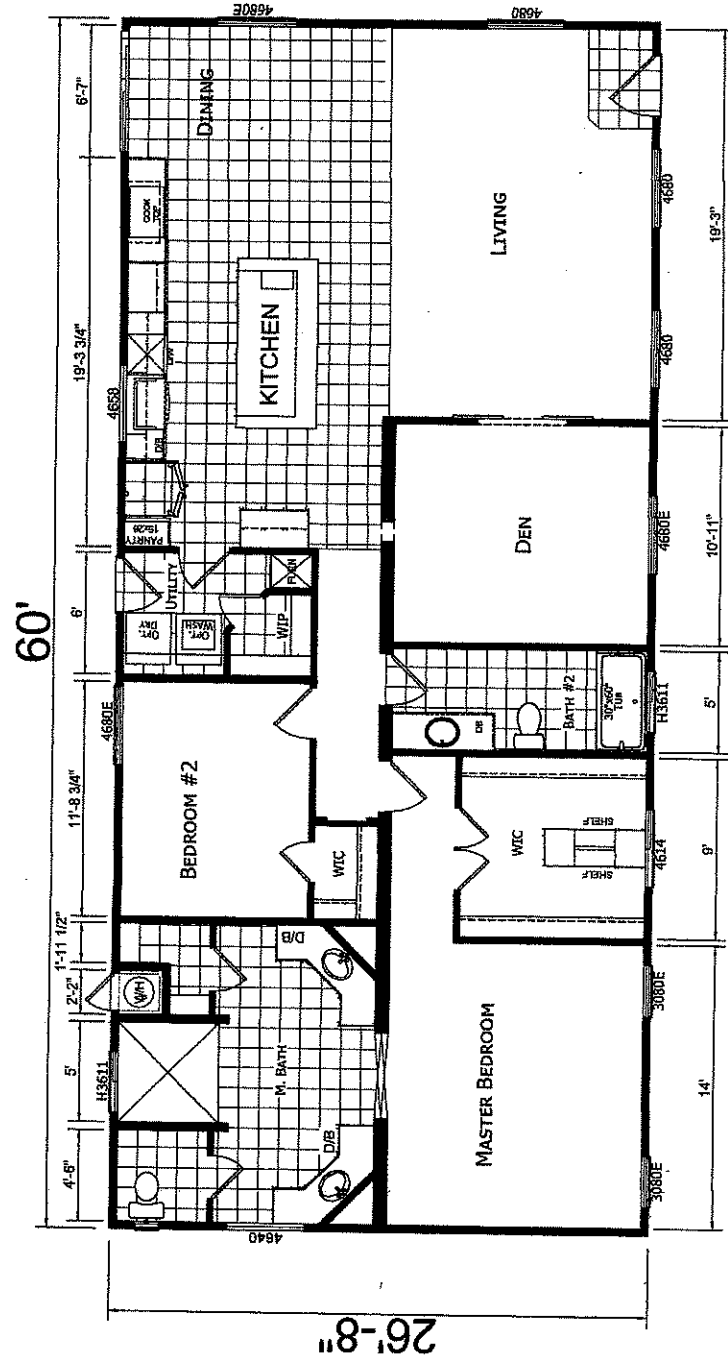 60'
4'-6"
5'
2'-2"
1'-11 1/2"
11'-8 3/4"
6'
19'-3 3/4"
6'-7"
26'-8"
H3611
4680E
4658
W/H
OPT. DRY
OPT. WASH
UTILITY
PANRTY
18x28
D/B
D/W
COOK TOP
DINING
4680E
4680
M. BATH
D/B
D/B
4640
BEDROOM #2
WIC
WIP
FURN
KITCHEN
LIVING
DEN
MASTER BEDROOM
WIC
SHELF
SHELF
BATH #2
DB
30"x60"
TUB
3080E
3080E
4614
H3611
4680E
4680
4680
14'
9'
5'
10'-11"
19'-3"